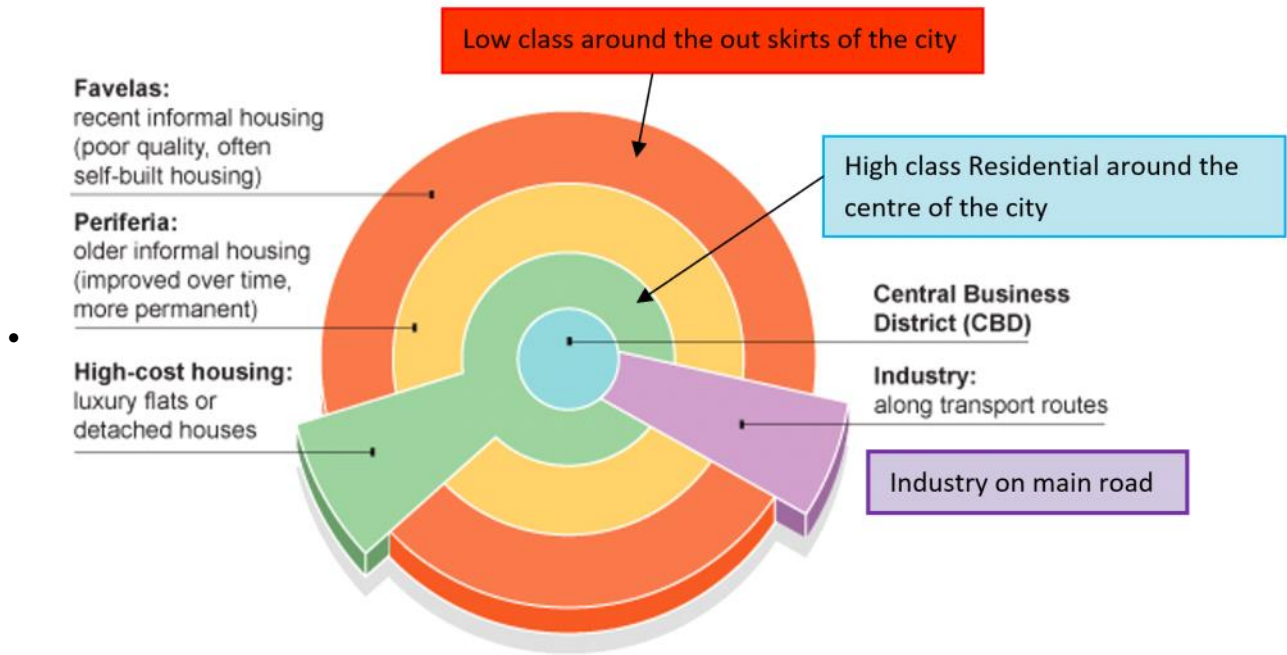 Low class around the out skirts of the city
Favelas:
recent informal housing
(poor quality, often
self-built housing)
High class Residential around the
centre of the city
Periferia:
older informal housing
(improved over time,
more permanent)
Central Business
District (CBD)
High-cost housing:
luxury flats or
detached houses
Industry:
along transport routes
Industry on main road